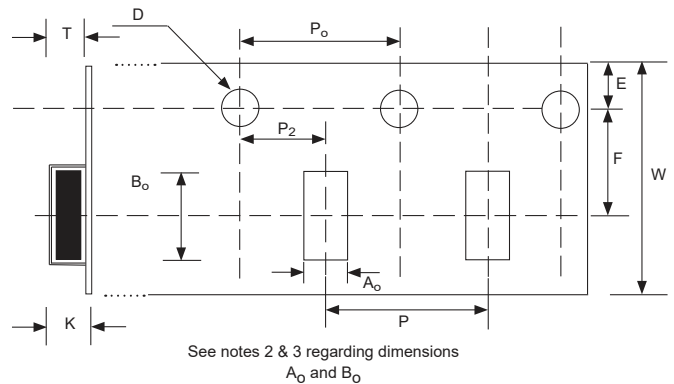 T
D
Pₒ
E
P₂
F
W
Bₒ
Aₒ
K
P
See notes 2 & 3 regarding dimensions
Aₒ and Bₒ